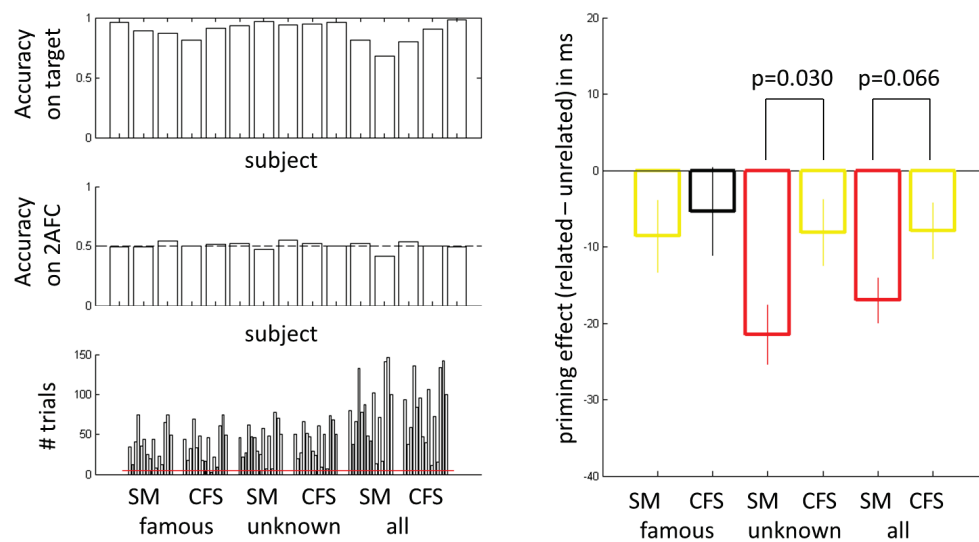 Accuracy
on target
1
0.5
0
subject
Accuracy
on 2AFC
1
0.5
0
subject
# trials
150
100
50
0
SM CFS SM CFS SM CFS
famous unknown all
priming effect (related – unrelated) in ms
20
10
0
-10
-20
-30
-40
p=0.030 p=0.066
SM CFS SM CFS SM CFS
famous unknown all